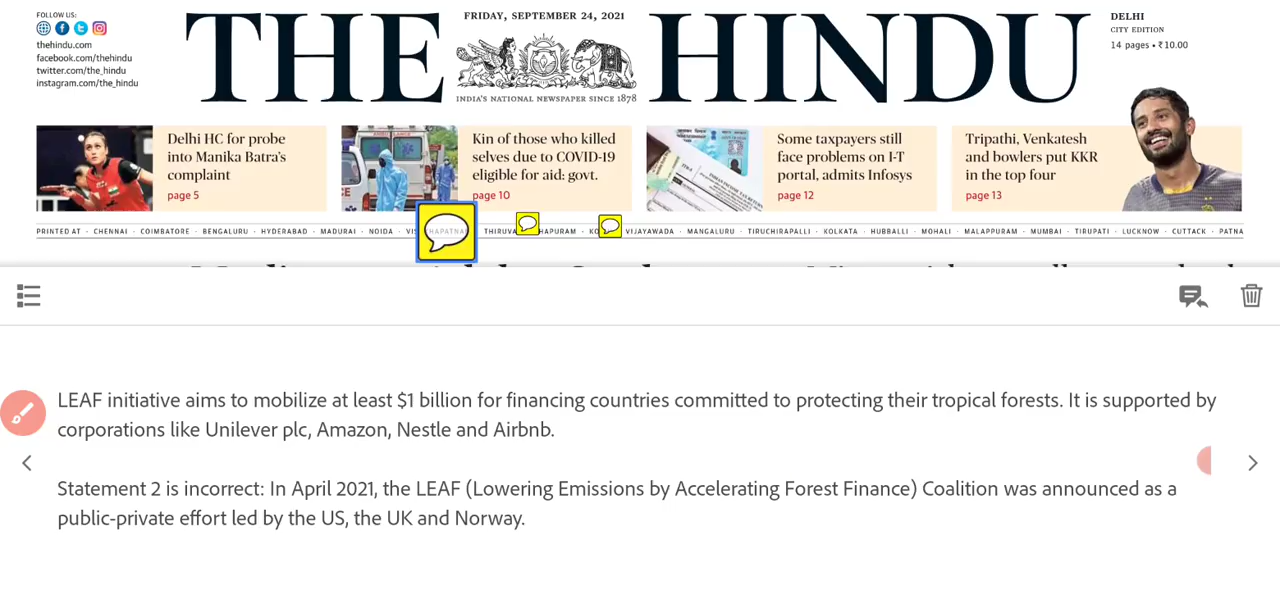 FOLLOW US:
thehindu.com
facebook.com/thehindu
twitter.com/the_hindu
instagram.com/the_hindu
THE HINDU
FRIDAY, SEPTEMBER 24, 2021
INDIA'S NATIONAL NEWSPAPER SINCE 1878
DELHI
CITY EDITION
14 pages • ₹10.00
Delhi HC for probe
into Manika Batra's
complaint
page 5
Kin of those who killed
selves due to COVID-19
eligible for aid: govt.
page 10
Some taxpayers still
face problems on I-T
portal, admits Infosys
page 12
Tripathi, Venkatesh
and bowlers put KKR
in the top four
page 13
PRINTED AT · CHENNAI · COIMBATORE · BENGALURU · HYDERABAD · MADURAI · NOIDA · VISHAPATNAM · THIRUVA HAPURAM · KO VIJAYAWADA · MANGALURU · TIRUCHIRAPALLI · KOLKATA · HUBBALLI · MOHALI · MALAPPURAM · MUMBAI · TIRUPATI · LUCKNOW · CUTTACK · PATNA
LEAF initiative aims to mobilize at least $1 billion for financing countries committed to protecting their tropical forests. It is supported by
corporations like Unilever plc, Amazon, Nestle and Airbnb.
Statement 2 is incorrect: In April 2021, the LEAF (Lowering Emissions by Accelerating Forest Finance) Coalition was announced as a
public-private effort led by the US, the UK and Norway.